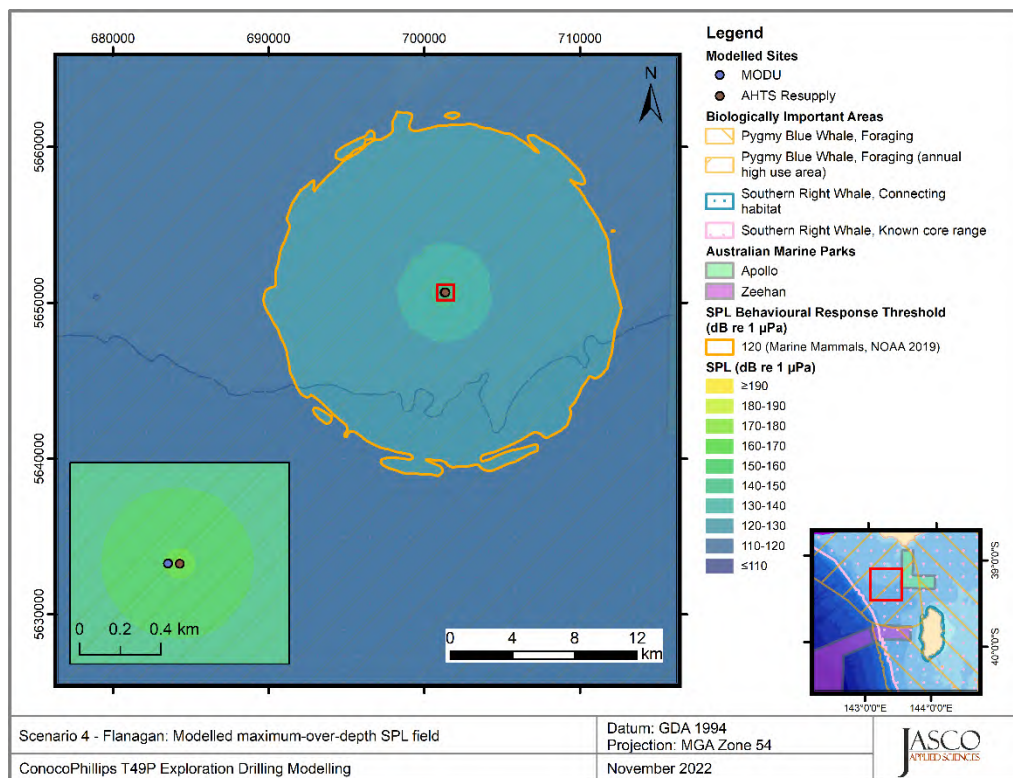 680000 690000 700000 710000
5660000
5650000
5640000
5630000
N
0 0.2 0.4 km
0 4 8 12
km
Legend
Modelled Sites
MODU
AHTS Resupply
Biologically Important Areas
Pygmy Blue Whale, Foraging
Pygmy Blue Whale, Foraging (annual
high use area)
Southern Right Whale, Connecting
habitat
Southern Right Whale, Known core range
Australian Marine Parks
Apollo
Zeehan
SPL Behavioural Response Threshold
(dB re 1 µPa)
120 (Marine Mammals, NOAA 2019)
SPL (dB re 1 µPa)
≥190
180-190
170-180
160-170
150-160
140-150
130-140
120-130
110-120
≤110
39°0'S
40°0'S
143°0'0"E 144°0'0"E
Scenario 4 - Flanagan: Modelled maximum-over-depth SPL field
ConocoPhillips T49P Exploration Drilling Modelling
Datum: GDA 1994
Projection: MGA Zone 54
November 2022
JASCO
APPLIED SCIENCES